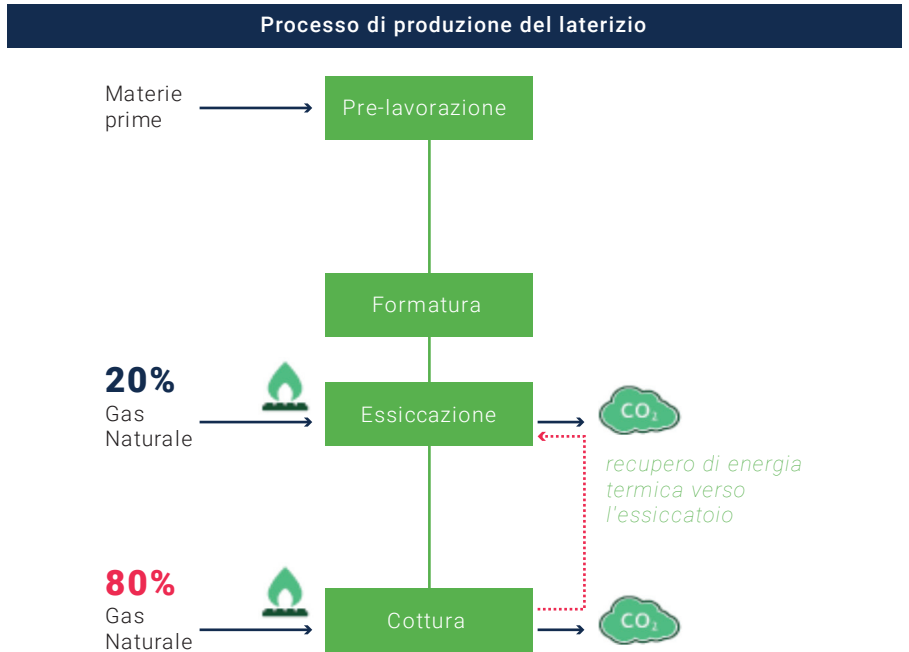 Processo di produzione del laterizio
Materie
prime
Pre-lavorazione
Formatura
20%
Gas
Naturale
Essiccazione
CO₂
recupero di energia
termica verso
l'essiccatoio
80%
Gas
Naturale
Cottura
CO₂